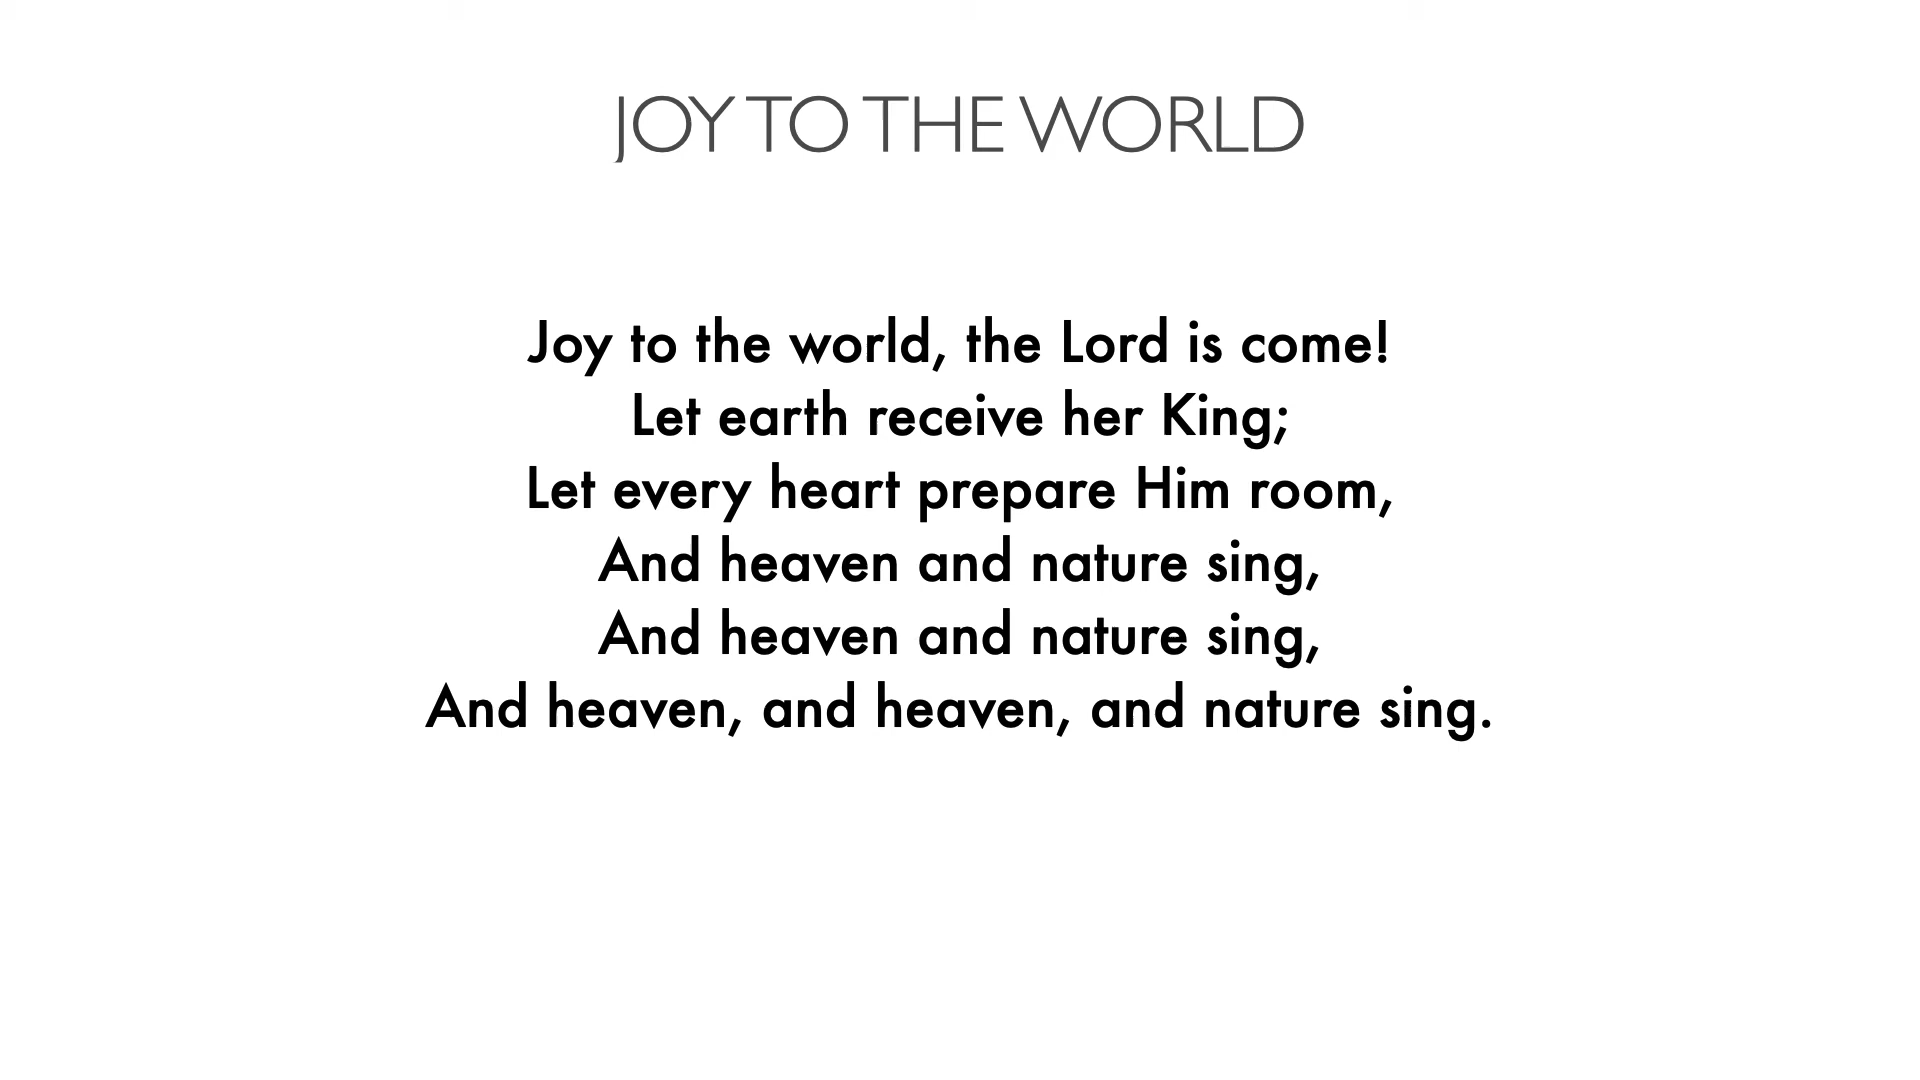 JOY TO THE WORLD
Joy to the world, the Lord is come!
Let earth receive her King;
Let every heart prepare Him room,
And heaven and nature sing,
And heaven and nature sing,
And heaven, and heaven, and nature sing.